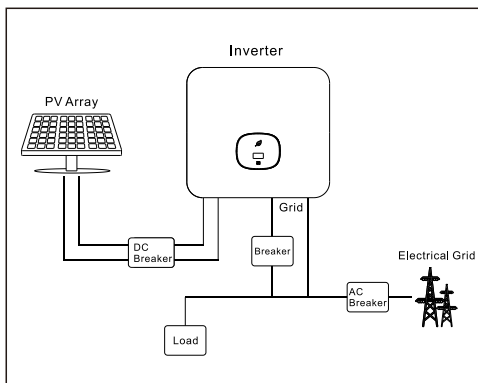 Inverter
PV Array
Grid
DC
Breaker
Breaker
Electrical Grid
AC
Breaker
Load